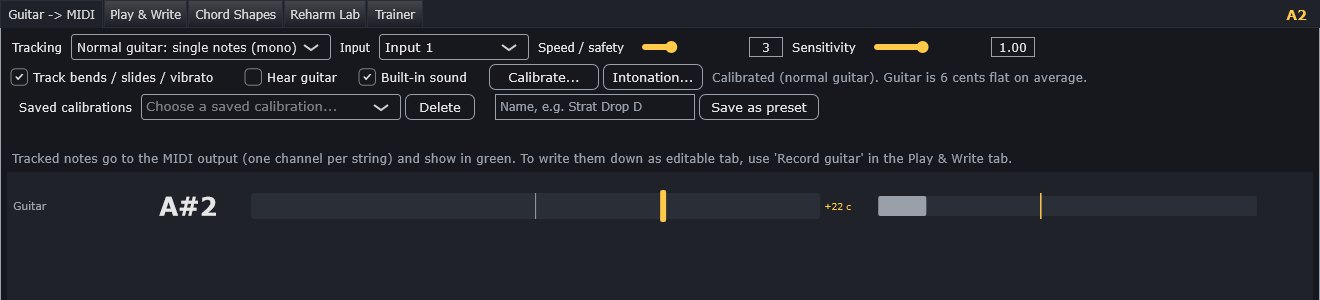 Guitar -> MIDI Play & Write Chord Shapes Reharm Lab Trainer A2
Tracking Normal guitar: single notes (mono) Input Input 1 Speed / safety 3 Sensitivity 1.00
Track bends / slides / vibrato Hear guitar Built-in sound Calibrate... Intonation... Calibrated (normal guitar). Guitar is 6 cents flat on average.
Saved calibrations Choose a saved calibration... Delete Name, e.g. Strat Drop D Save as preset
Tracked notes go to the MIDI output (one channel per string) and show in green. To write them down as editable tab, use 'Record guitar' in the Play & Write tab.
Guitar A#2 +22 c